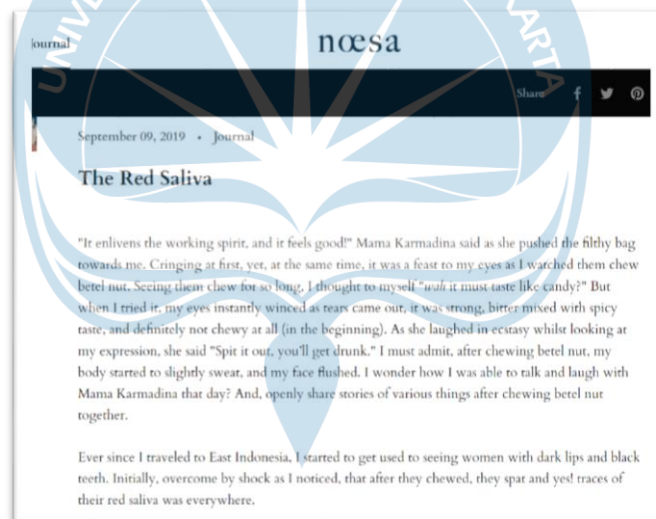 Journal
nœsa
Share
September 09, 2019 • Journal
The Red Saliva
"It enlivens the working spirit, and it feels good!" Mama Karmadina said as she pushed the filthy bag
towards me. Cringing at first, yet, at the same time, it was a feast to my eyes as I watched them chew
betel nut. Seeing them chew for so long, I thought to myself "wah it must taste like candy?" But
when I tried it, my eyes instantly winced as tears came out, it was strong, bitter mixed with spicy
taste, and definitely not chewy at all (in the beginning). As she laughed in ecstasy whilst looking at
my expression, she said "Spit it out, you'll get drunk." I must admit, after chewing betel nut, my
body started to slightly sweat, and my face flushed. I wonder how I was able to talk and laugh with
Mama Karmadina that day? And, openly share stories of various things after chewing betel nut
together.
Ever since I traveled to East Indonesia, I started to get used to seeing women with dark lips and black
teeth. Initially, overcome by shock as I noticed, that after they chewed, they spat and yes! traces of
their red saliva was everywhere.